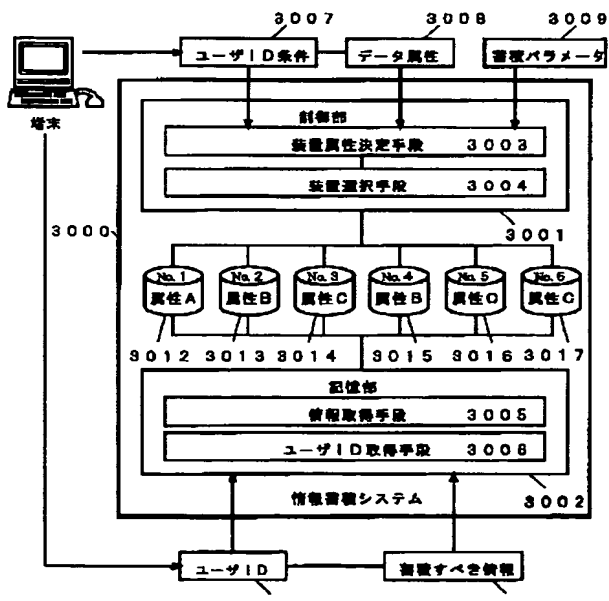 3007
3008
3009
ユーザID条件
データ属性
蓄積パラメータ
端末
制御部
装置属性決定手段 3003
装置選択手段 3004
3000
3001
No.1
No.2
No.3
No.4
No.5
No.6
属性A
属性B
属性C
属性B
属性C
属性C
3012
3013
3014
3015
3016
3017
記憶部
情報取得手段 3005
ユーザID取得手段 3006
3002
情報蓄積システム
ユーザID
蓄積すべき情報